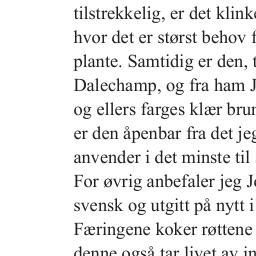 tilstrekkelig, er det klink
hvor det er størst behov f
plante. Samtidig er den, t
Dalechamp, og fra ham J
og ellers farges klær brun
er den åpenbar fra det jeg
anvender i det minste til
For øvrig anbefaler jeg Jo
svensk og utgitt på nytt i
Færingene koker røttene
denne også tar livet av in